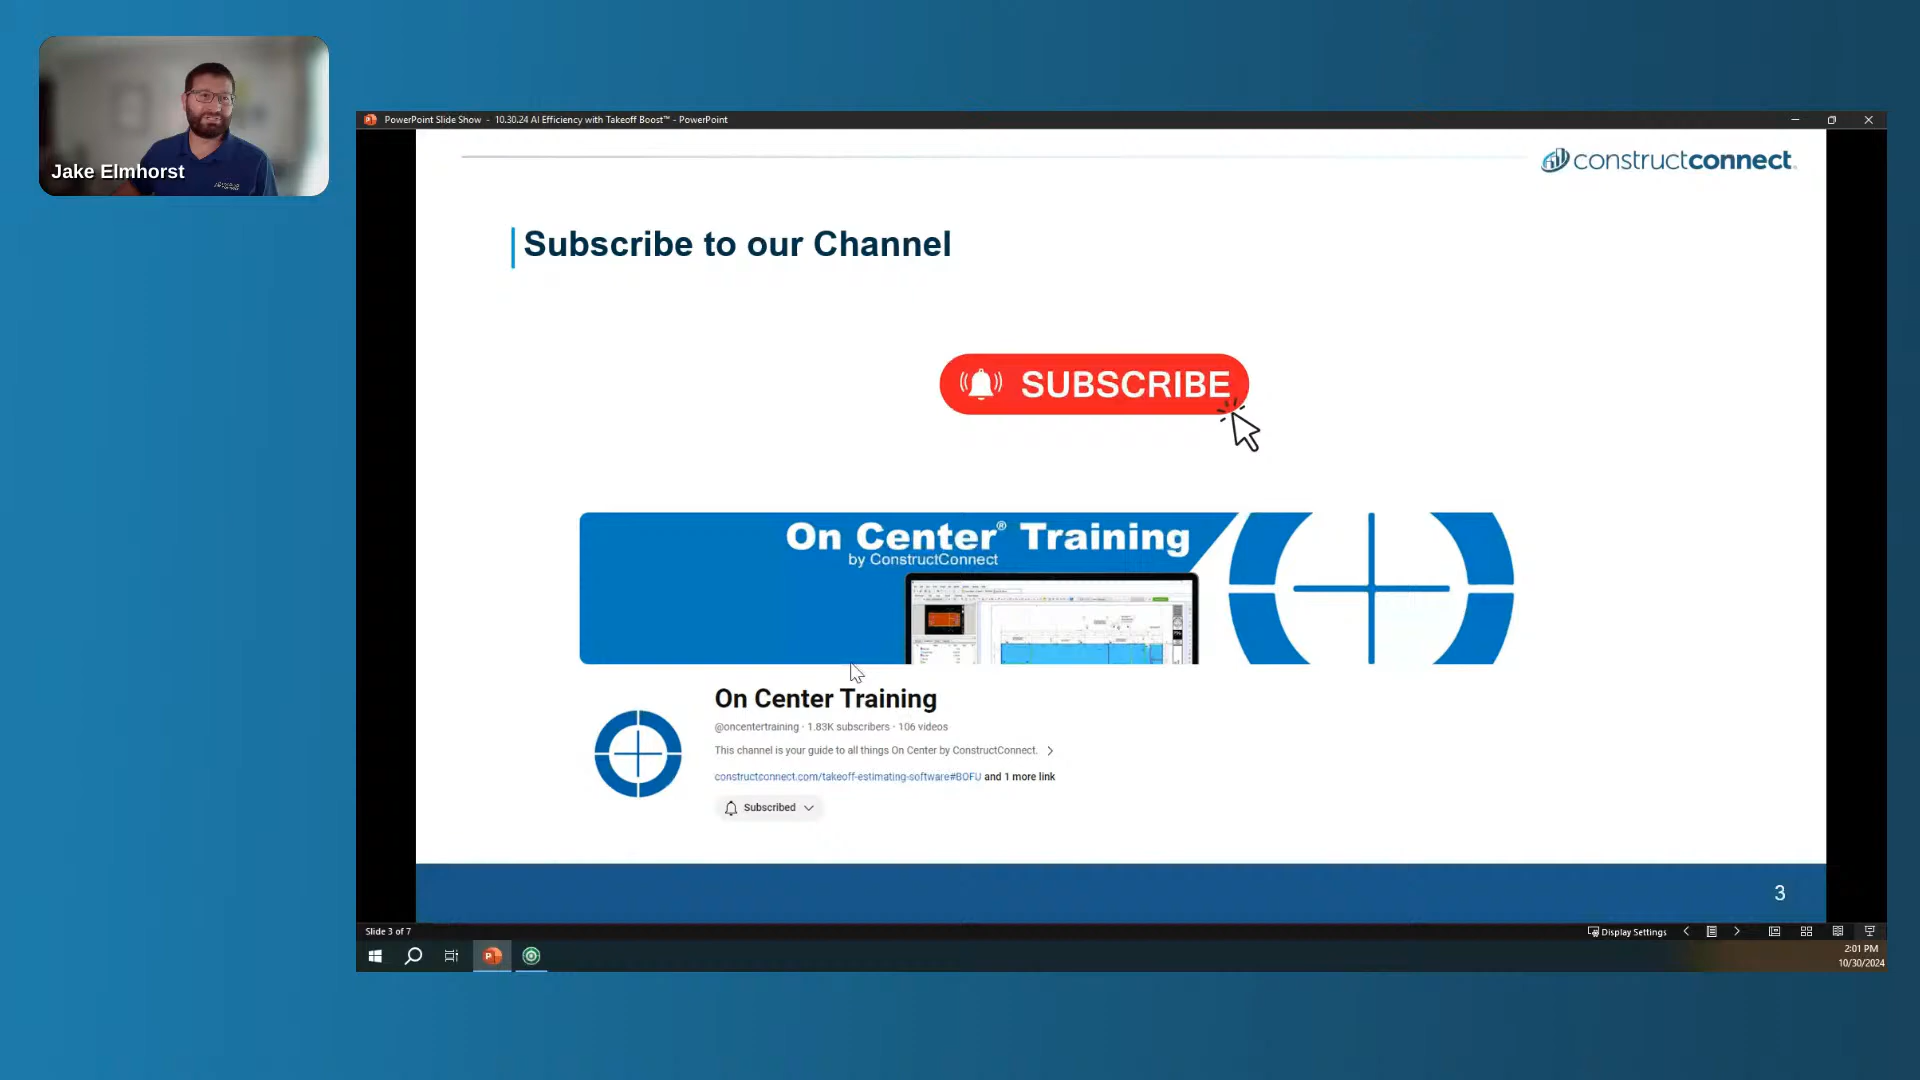 Jake Elmhorst
PowerPoint Slide Show - 10.30.24 AI Efficiency with Takeoff Boost™ - PowerPoint
constructconnect
Subscribe to our Channel
SUBSCRIBE
On Center® Training
by ConstructConnect
On Center Training
@oncentertraining · 1.83K subscribers · 106 videos
This channel is your guide to all things On Center by ConstructConnect.
constructconnect.com/takeoff-estimating-software#BOFU and 1 more link
Subscribed
3
Slide 3 of 7
Display Settings
2:01 PM
10/30/2024